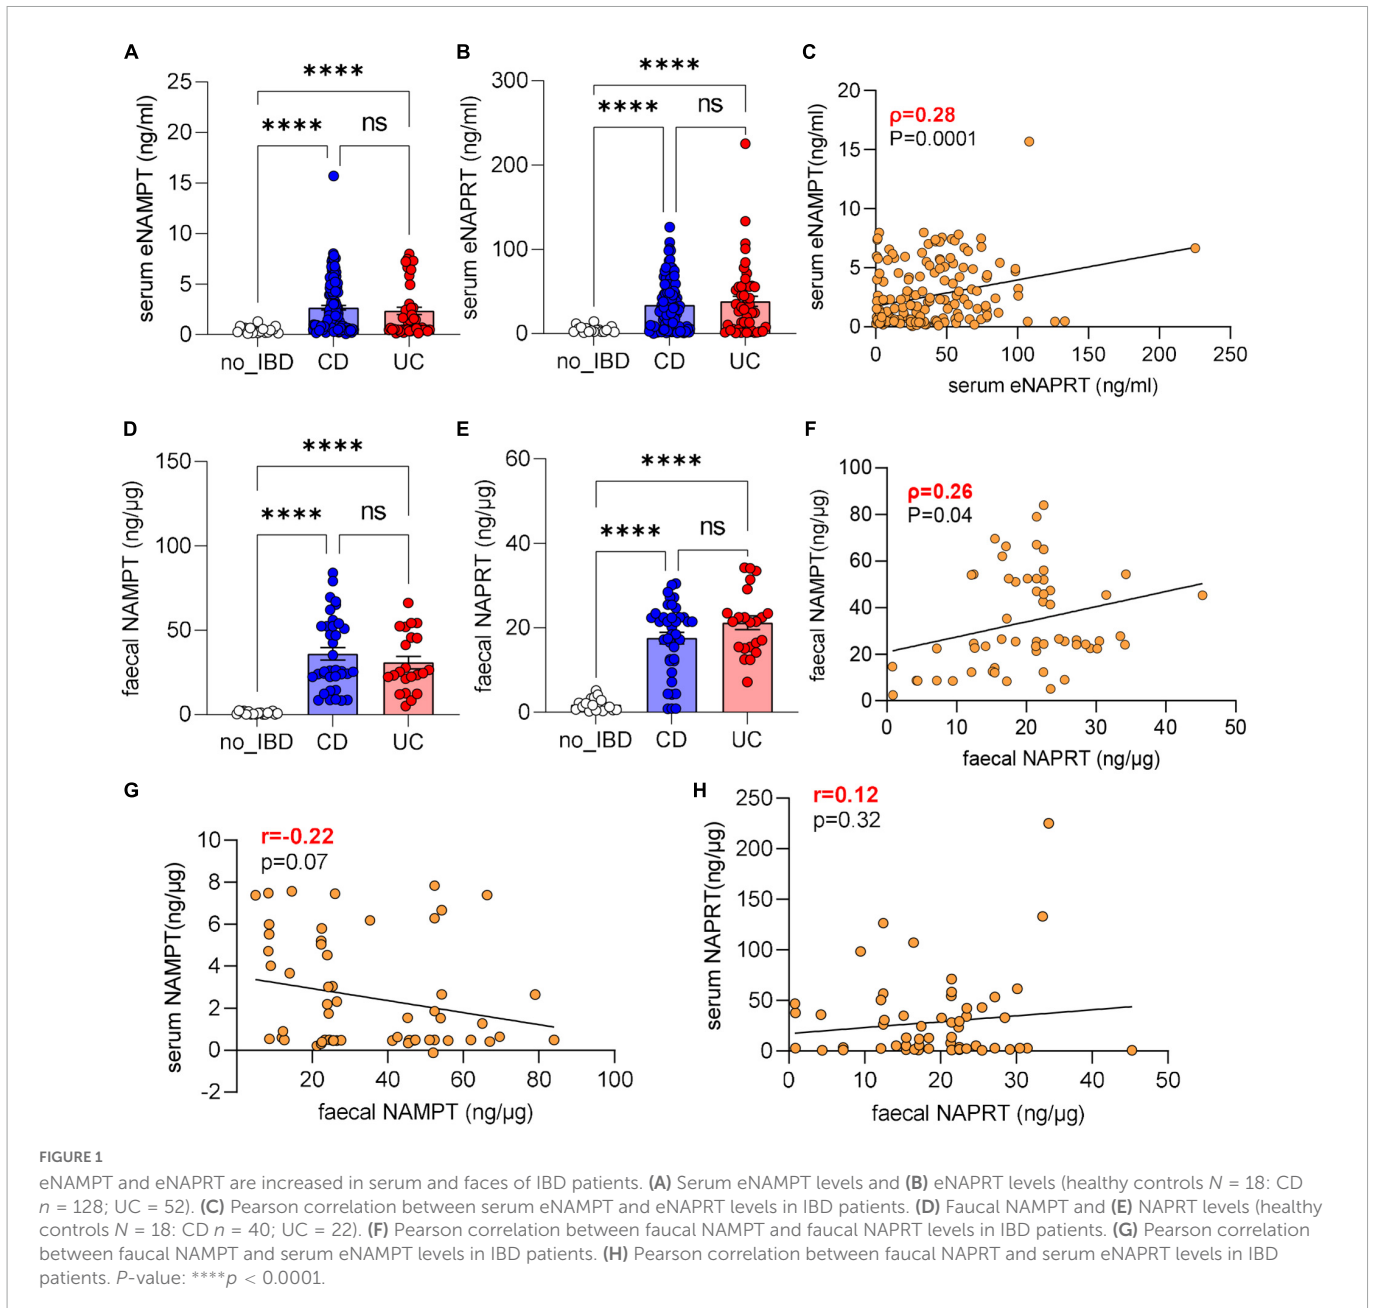 A
25
20
15
10
5
0
serum eNAMPT (ng/ml)
****
****
ns
no_IBD
CD
UC
B
300
200
100
0
serum eNAPRT (ng/ml)
****
****
ns
no_IBD
CD
UC
C
20
15
10
5
0
serum eNAMPT(ng/ml)
ρ=0.28
P=0.0001
0 50 100 150 200 250
serum eNAPRT (ng/ml)
D
150
100
50
0
faecal NAMPT (ng/µg)
****
****
ns
no_IBD
CD
UC
E
60
40
20
0
faecal NAPRT (ng/µg)
****
****
ns
no_IBD
CD
UC
F
100
80
60
40
20
0
faecal NAMPT(ng/µg)
ρ=0.26
P=0.04
0 10 20 30 40 50
faecal NAPRT (ng/µg)
G
r=-0.22
p=0.07
10
8
6
4
2
0
-2
serum NAMPT(ng/µg)
20 40 60 80 100
faecal NAMPT (ng/µg)
H
r=0.12
p=0.32
250
200
150
100
50
0
serum NAPRT(ng/µg)
0 10 20 30 40 50
faecal NAPRT (ng/µg)
FIGURE 1
eNAMPT and eNAPRT are increased in serum and faces of IBD patients. (A) Serum eNAMPT levels and (B) eNAPRT levels (healthy controls N = 18: CD
n = 128; UC = 52). (C) Pearson correlation between serum eNAMPT and eNAPRT levels in IBD patients. (D) Faucal NAMPT and (E) NAPRT levels (healthy
controls N = 18: CD n = 40; UC = 22). (F) Pearson correlation between faucal NAMPT and faucal NAPRT levels in IBD patients. (G) Pearson correlation
between faucal NAMPT and serum eNAMPT levels in IBD patients. (H) Pearson correlation between faucal NAPRT and serum eNAPRT levels in IBD
patients. P-value: ****p < 0.0001.